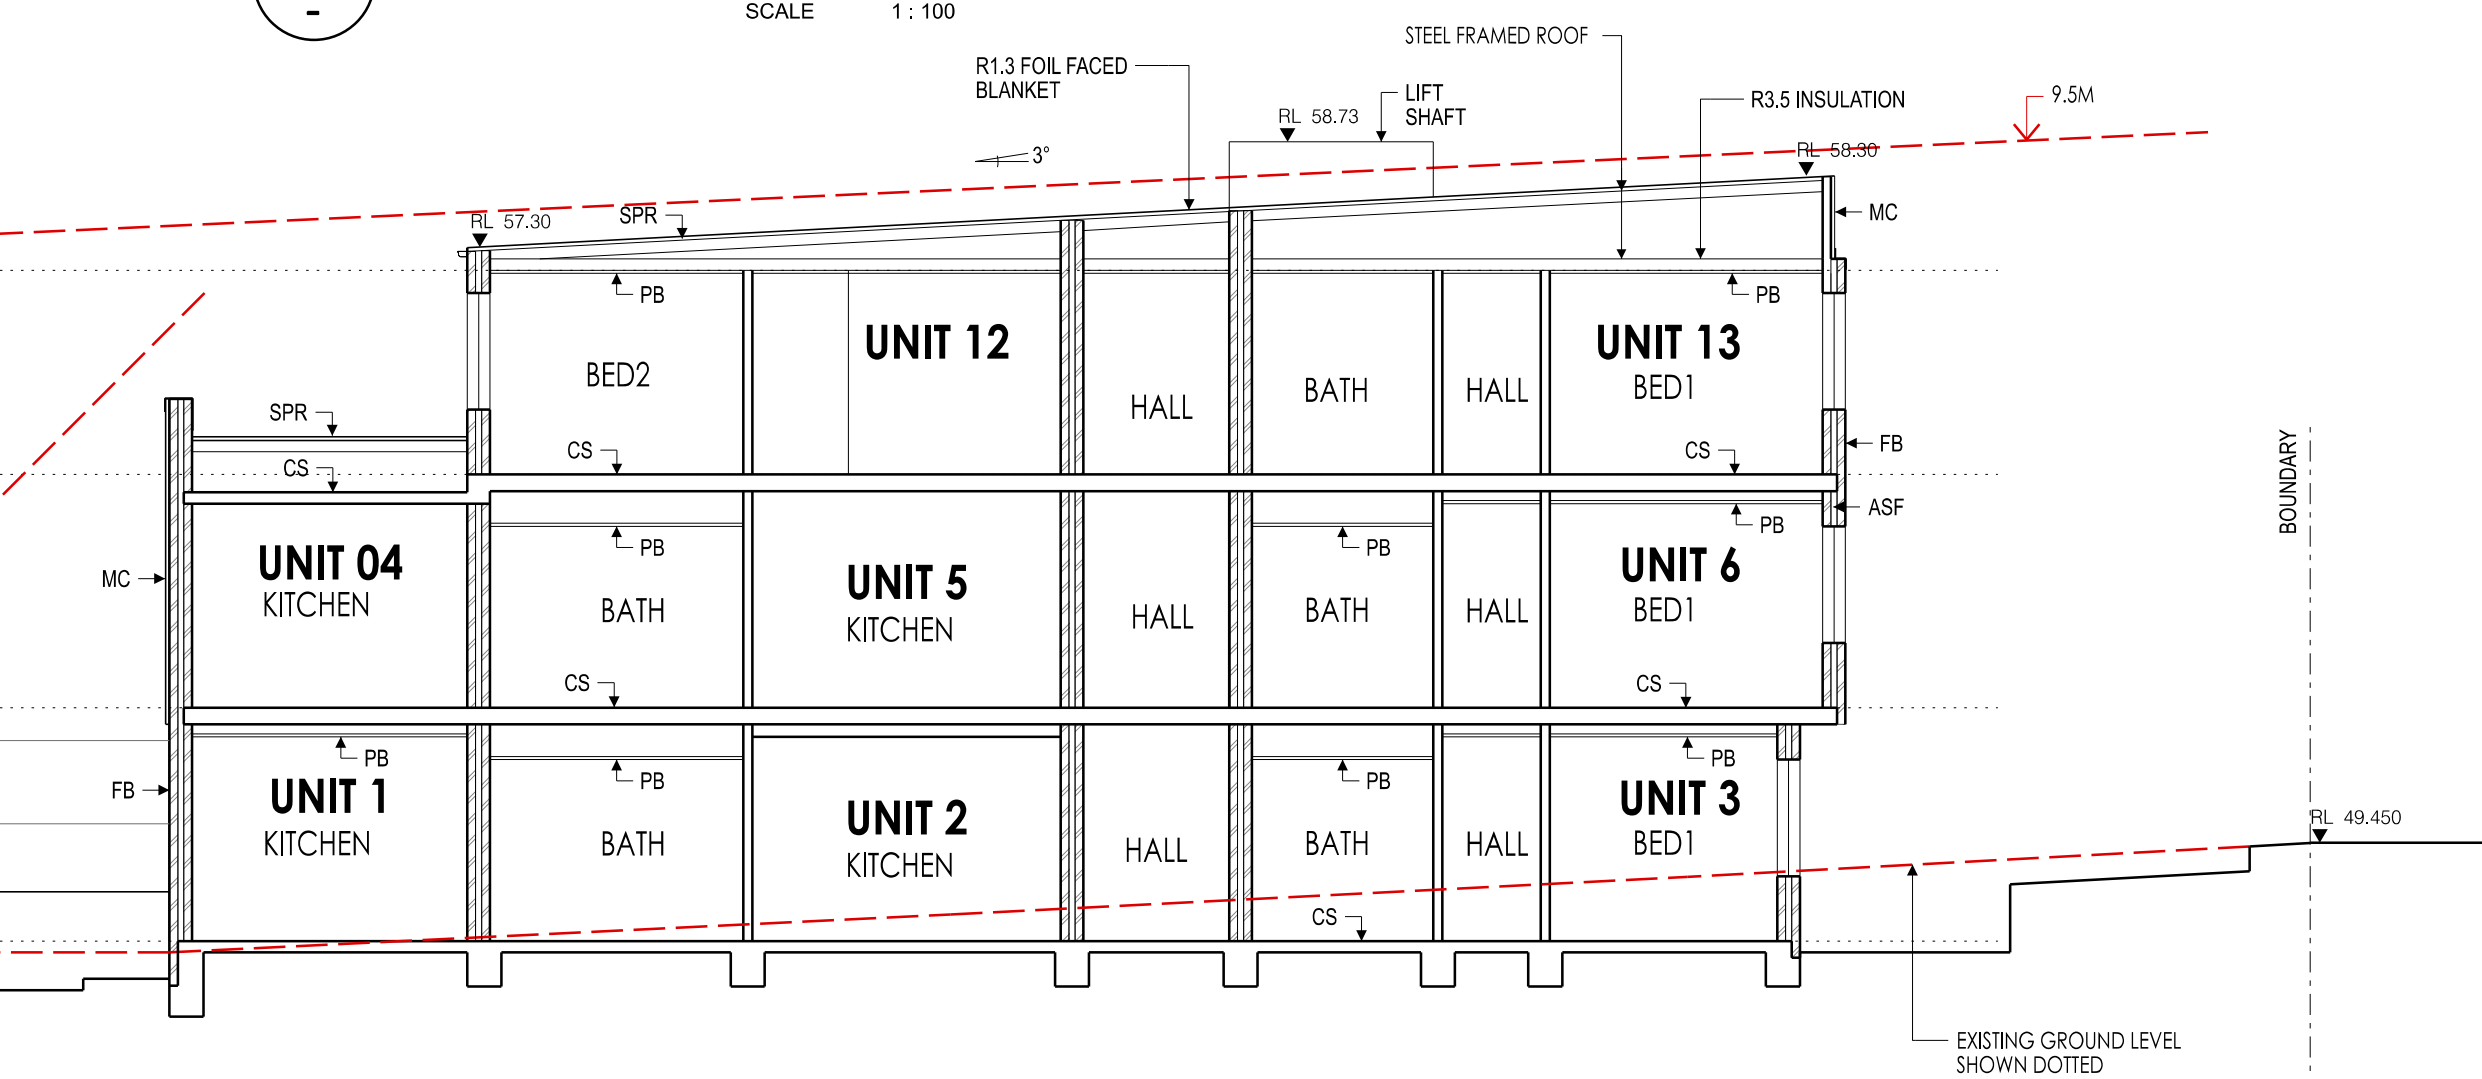 -
SCALE 1 : 100
STEEL FRAMED ROOF
R1.3 FOIL FACED
BLANKET
LIFT
SHAFT
R3.5 INSULATION
9.5M
RL 58.73
3°
RL 58.30
RL 57.30
SPR
MC
PB
PB
UNIT 12
UNIT 13
BED2
BED1
HALL
BATH
HALL
SPR
CS
CS
CS
FB
BOUNDARY
ASF
PB
PB
PB
UNIT 04
KITCHEN
MC
BATH
UNIT 5
KITCHEN
HALL
BATH
HALL
UNIT 6
BED1
CS
CS
PB
PB
PB
PB
FB
UNIT 1
KITCHEN
BATH
UNIT 2
KITCHEN
HALL
BATH
HALL
UNIT 3
BED1
RL 49.450
CS
EXISTING GROUND LEVEL
SHOWN DOTTED